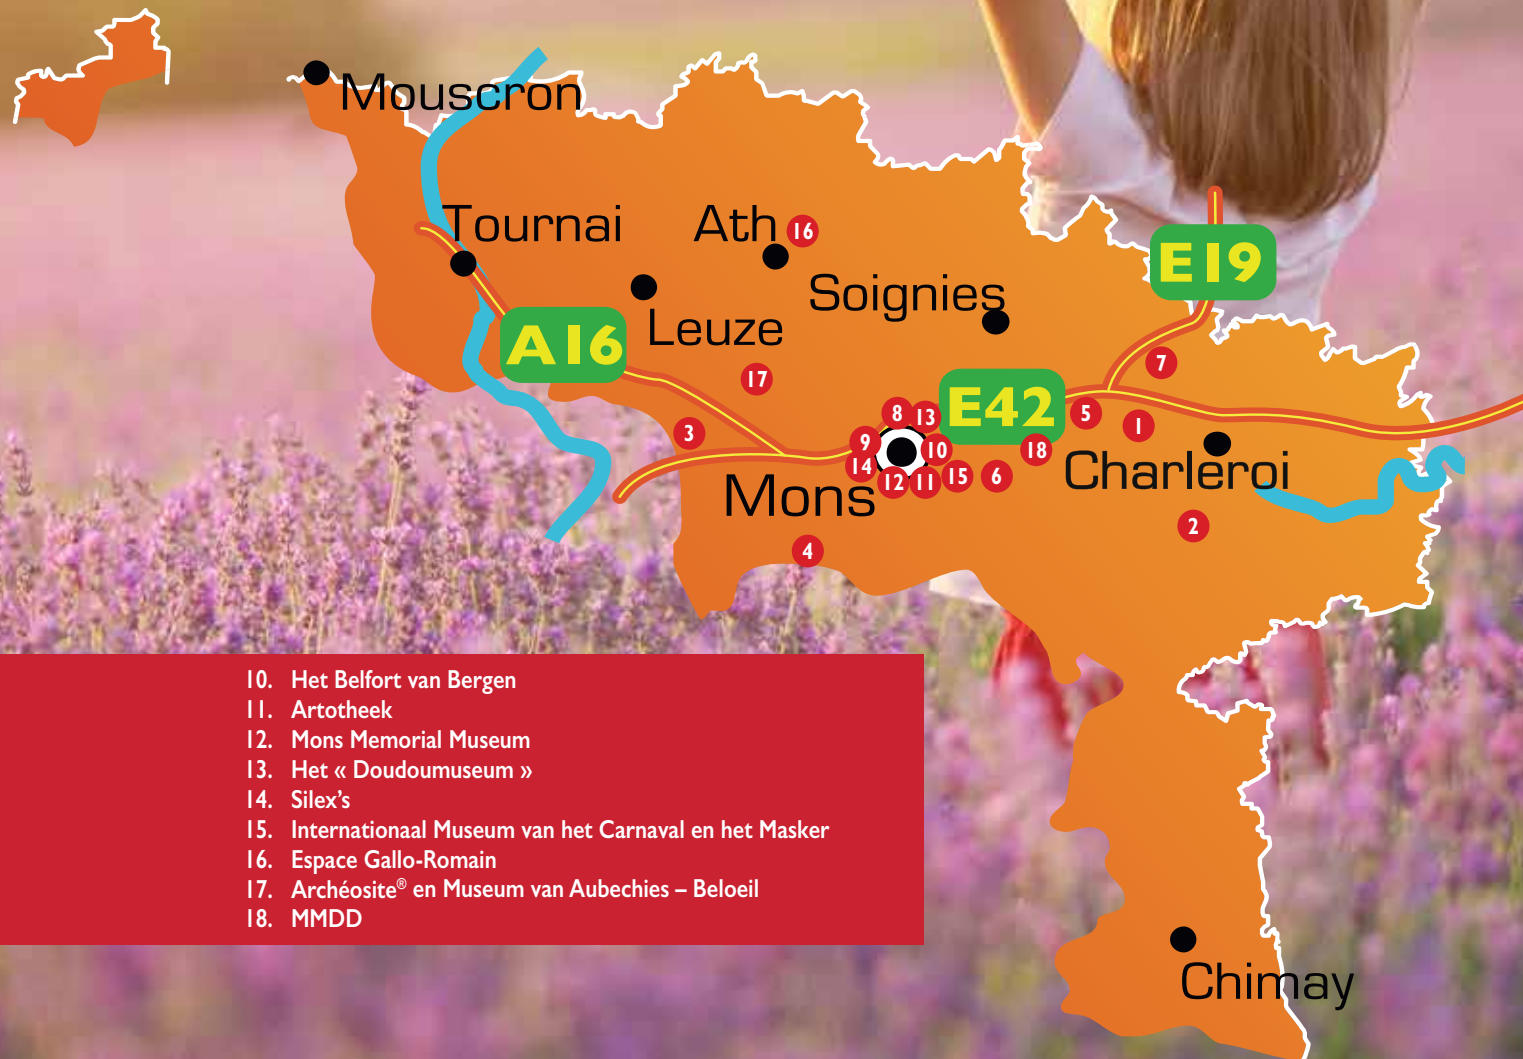 Mouscron
Tournai
Ath
16
Soignies
E19
Leuze
A16
17
7
E42
8
13
5
1
3
9
10
18
14
Charleroi
Mons
12
11
15
6
2
4
10. Het Belfort van Bergen
11. Artotheek
12. Mons Memorial Museum
13. Het « Doudoumuseum »
14. Silex’s
15. Internationaal Museum van het Carnaval en het Masker
16. Espace Gallo-Romain
17. Archéosite® en Museum van Aubechies – Beloeil
18. MMDD
Chimay